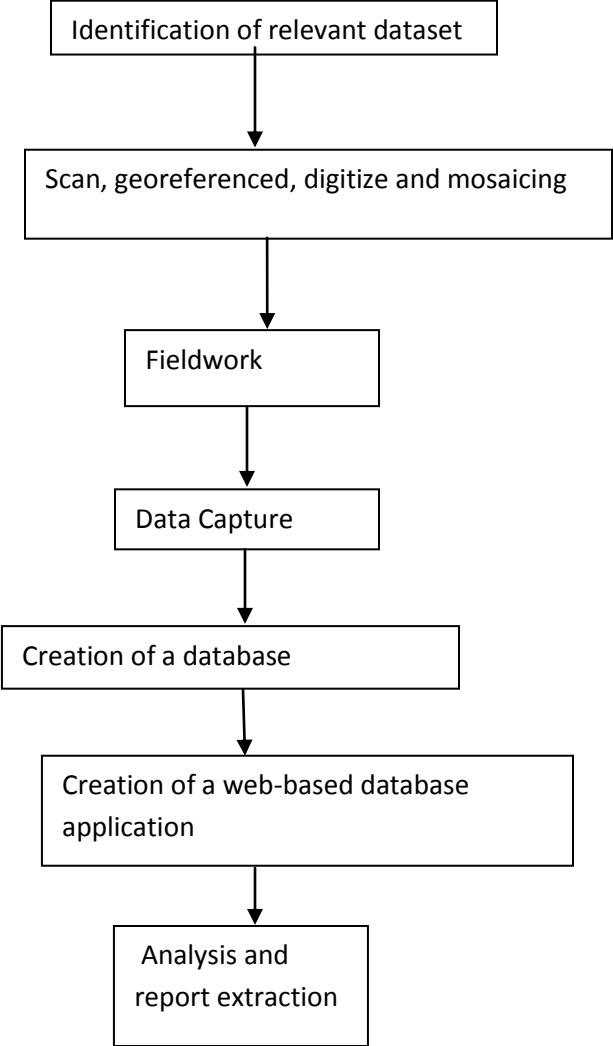 Identification of relevant dataset
Scan, georeferenced, digitize and mosaicing
Fieldwork
Data Capture
Creation of a database
Creation of a web-based database
application
Analysis and
report extraction